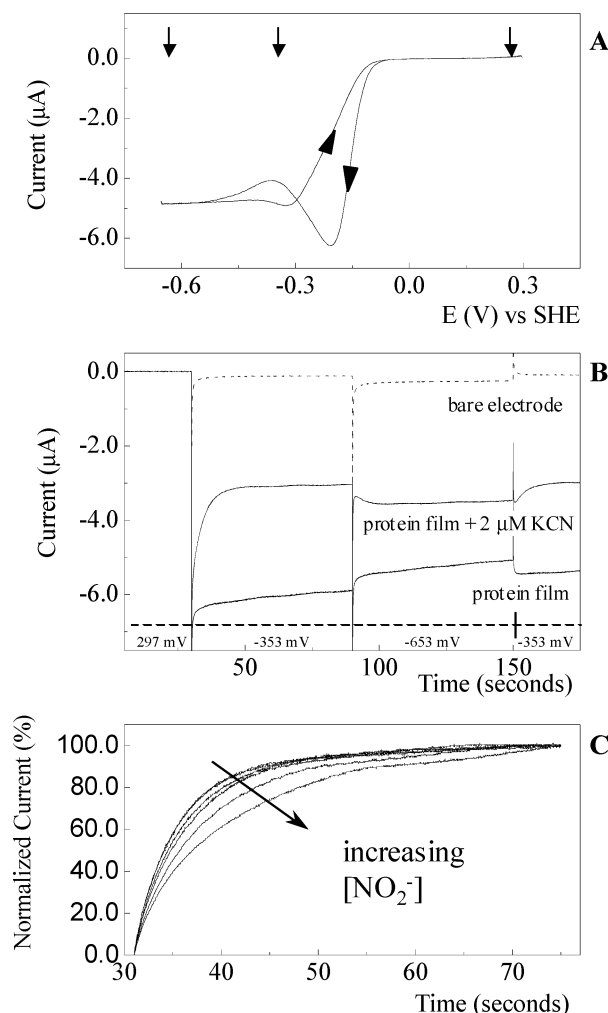 A
0.0
-2.0
-4.0
-6.0
Current (μA)
-0.6 -0.3 0.0 0.3
E (V) vs SHE
B
0.0
-2.0
-4.0
-6.0
Current (μA)
bare electrode
protein film + 2 μM KCN
protein film
297 mV -353 mV -653 mV -353 mV
50 100 150
Time (seconds)
C
100.0
80.0
60.0
40.0
20.0
0.0
Normalized Current (%)
increasing
[NO₂⁻]
30 40 50 60 70
Time (seconds)